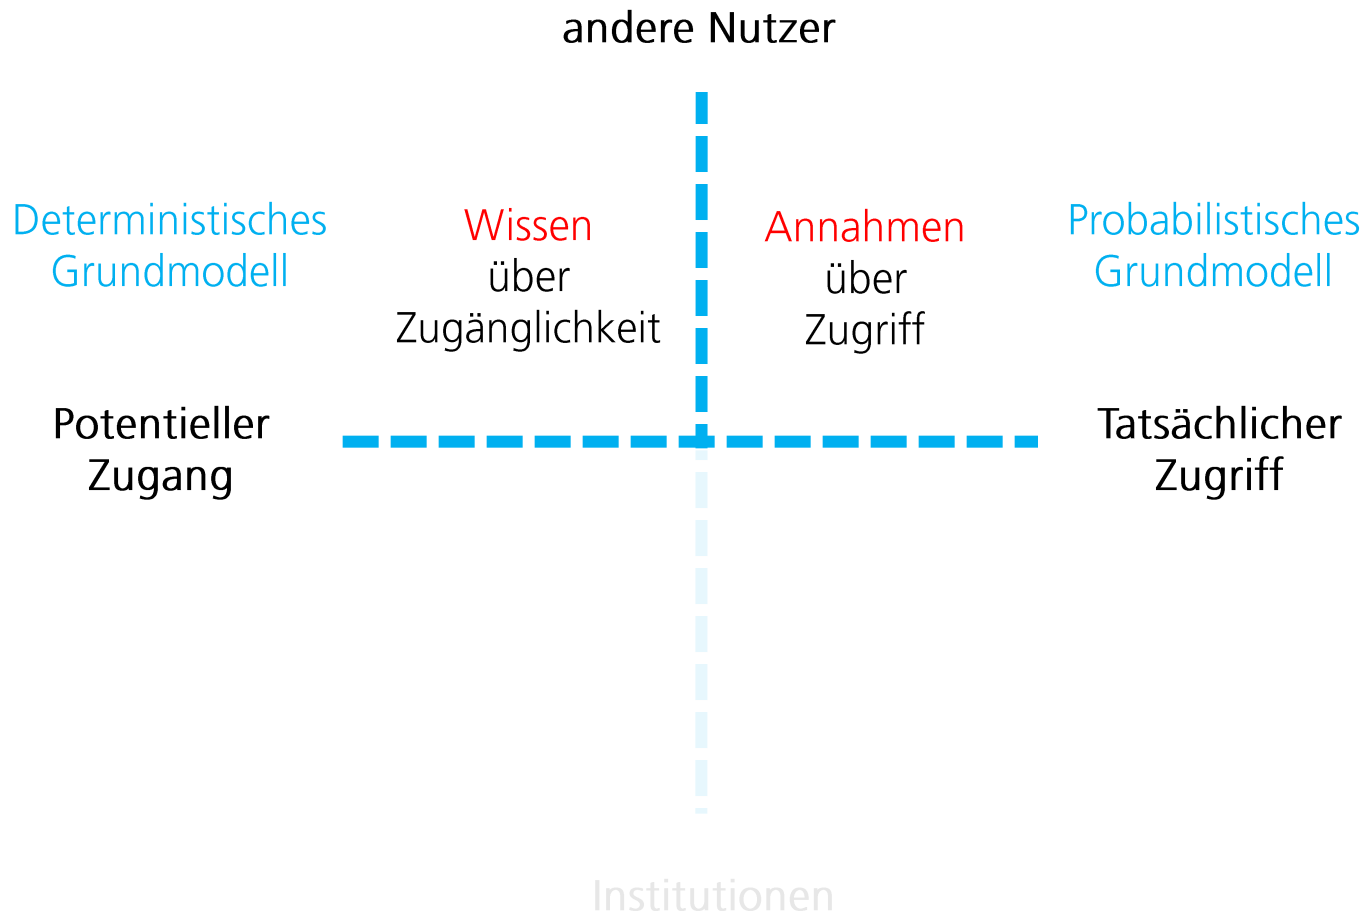 andere Nutzer
Deterministisches
Grundmodell
Wissen
über
Zugänglichkeit
Annahmen
über
Zugriff
Probabilistisches
Grundmodell
Potentieller
Zugang
Tatsächlicher
Zugriff
Institutionen